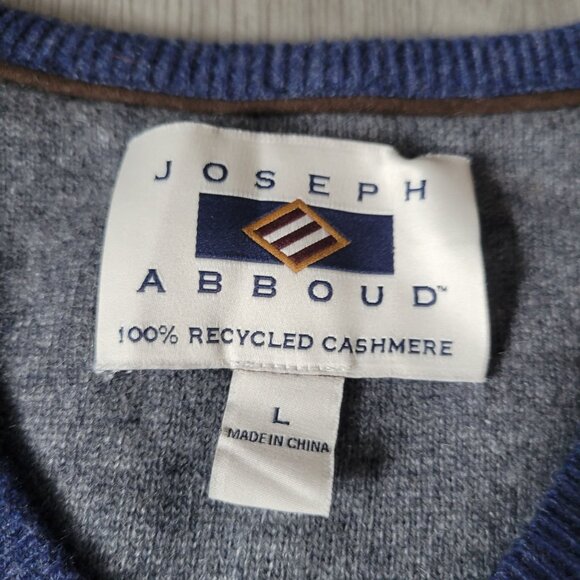 JOSEPH
ABBOUD™
100% RECYCLED CASHMERE
L
MADE IN CHINA